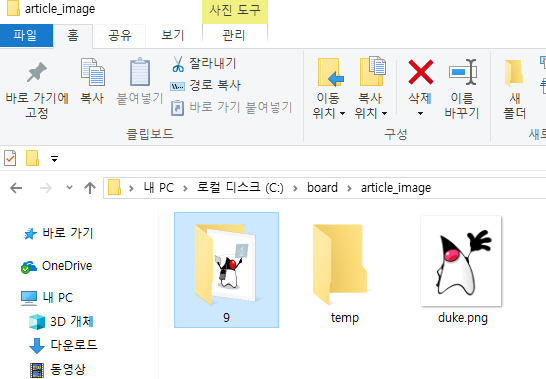 article_image
사진 도구
파일
홈
공유
보기
관리
바로 가기에
고정
복사
붙여넣기
잘라내기
경로 복사
바로 가기 붙여넣기
이동
위치
복사
위치
삭제
이름
바꾸기
새
폴더
클립보드
구성
새로
내 PC > 로컬 디스크 (C:) > board > article_image
바로 가기
OneDrive
내 PC
3D 개체
다운로드
동영상
9
temp
duke.png